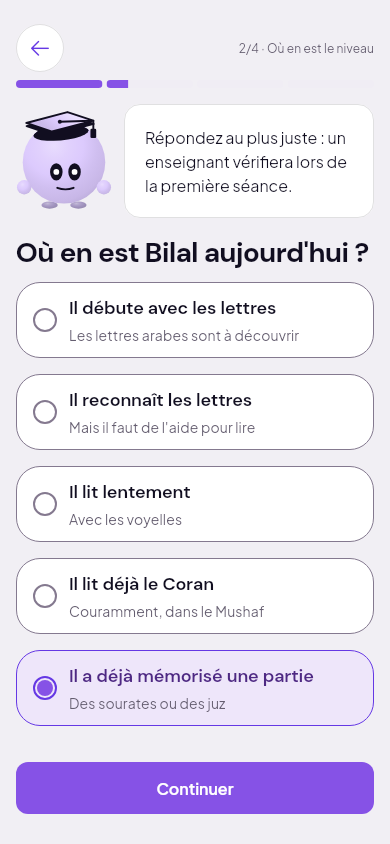 2/4 · Où en est le niveau
Répondez au plus juste : un
enseignant vérifiera lors de
la première séance.
Où en est Bilal aujourd'hui ?
Il débute avec les lettres
Les lettres arabes sont à découvrir
Il reconnaît les lettres
Mais il faut de l'aide pour lire
Il lit lentement
Avec les voyelles
Il lit déjà le Coran
Couramment, dans le Mushaf
Il a déjà mémorisé une partie
Des sourates ou des juz
Continuer